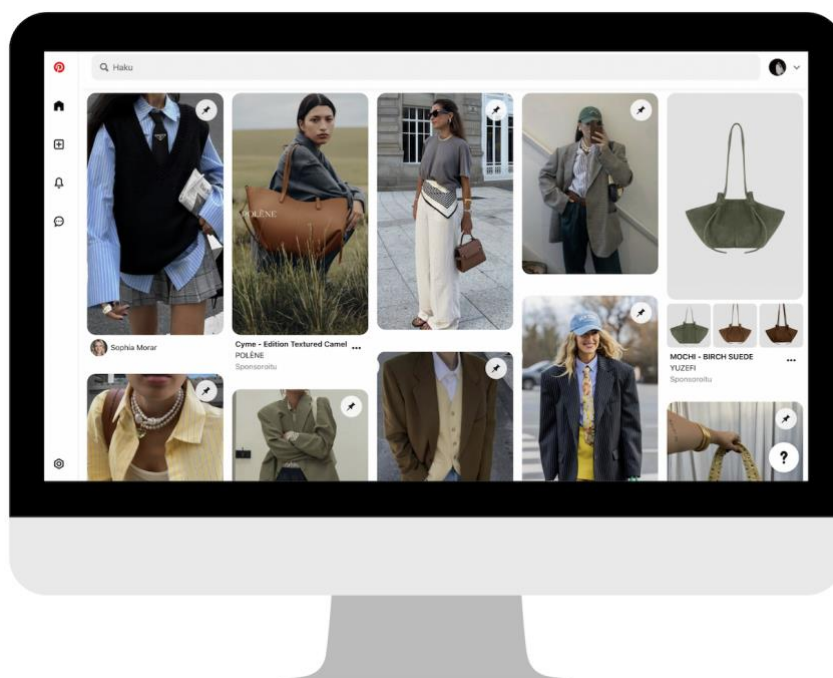 Haku
POLÈNE
Sophia Morar
Cyme - Edition Textured Camel
POLÈNE
Sponsoroitu
MOCHI - BIRCH SUEDE
YUZEFI
Sponsoroitu
?